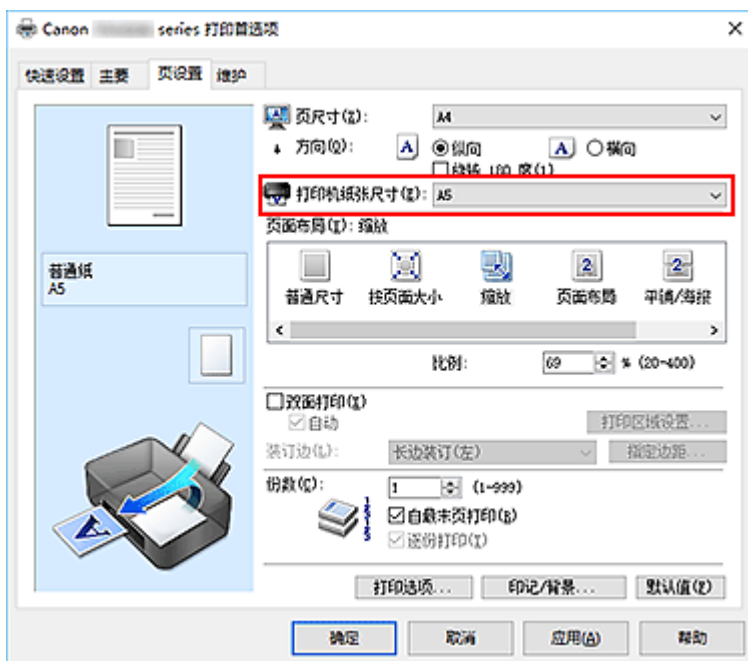 Canon series 打印首选项
快速设置 主要 页设置 维护
页尺寸(Z): A4
方向(O): A 纵向 A 横向
旋转 180 度(1)
打印机纸张尺寸(E): A5
页面布局(I): 缩放
普通纸
A5
普通尺寸 按页面大小 缩放 页面布局 平铺/海报
比例: 69 % (20-400)
双面打印(X)
自动 打印区域设置...
装订边(L): 长边装订(左) 指定边距...
份数(C): 1 (1-999)
自最末页打印(B)
逐份打印(T)
打印选项... 印记/背景... 默认值(F)
确定 取消 应用(A) 帮助